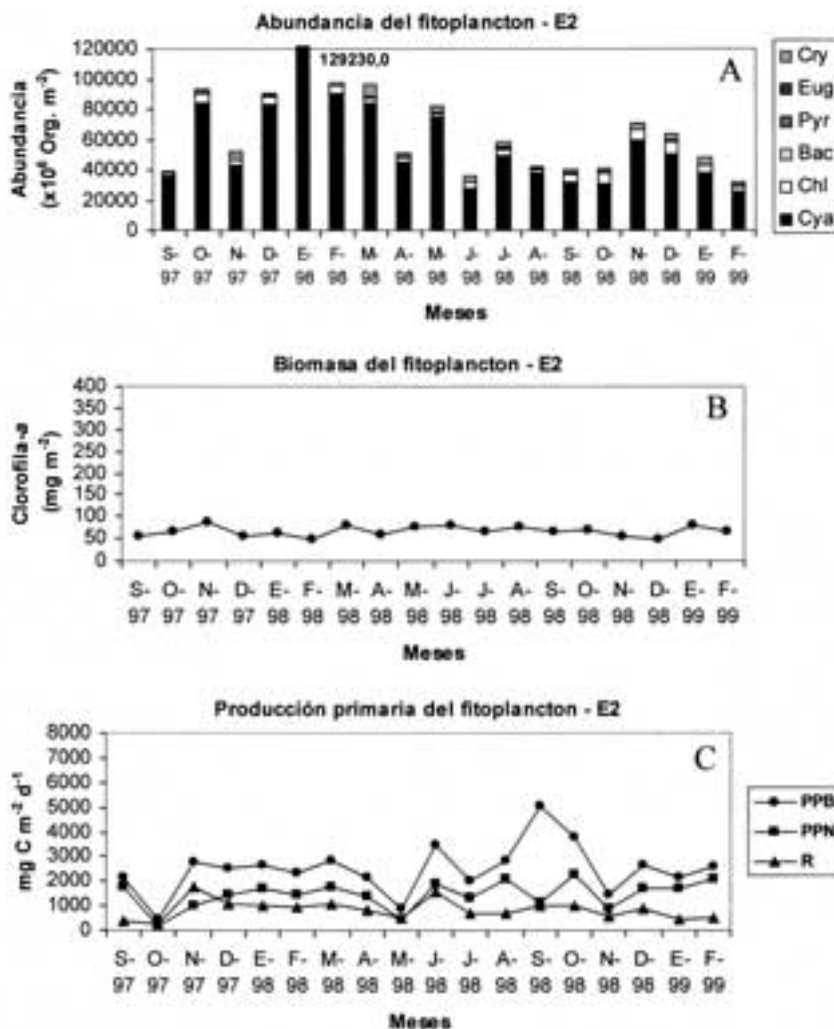 Abundancia del fitoplancton - E2
120000
100000
80000
60000
40000
20000
0
Abundancia
(x10⁶ Org. m⁻²)
129230,0
A
Cry
Eug
Pyr
Bac
Chl
Cya
S- O- N- D- E- F- M- A- M- J- J- A- S- O- N- D- E- F-
97 97 97 97 98 98 98 98 98 98 98 98 98 98 98 98 99 99
Meses
Biomasa del fitoplancton - E2
400
350
300
250
200
150
100
50
0
Clorofila-a
(mg m⁻²)
B
S- O- N- D- E- F- M- A- M- J- J- A- S- O- N- D- E- F-
97 97 97 97 98 98 98 98 98 98 98 98 98 98 98 98 99 99
Meses
Producción primaria del fitoplancton - E2
8000
7000
6000
5000
4000
3000
2000
1000
0
mg C m⁻² d⁻¹
C
PPB
PPN
R
S- O- N- D- E- F- M- A- M- J- J- A- S- O- N- D- E- F-
97 97 97 97 98 98 98 98 98 98 98 98 98 98 98 98 99 99
Meses